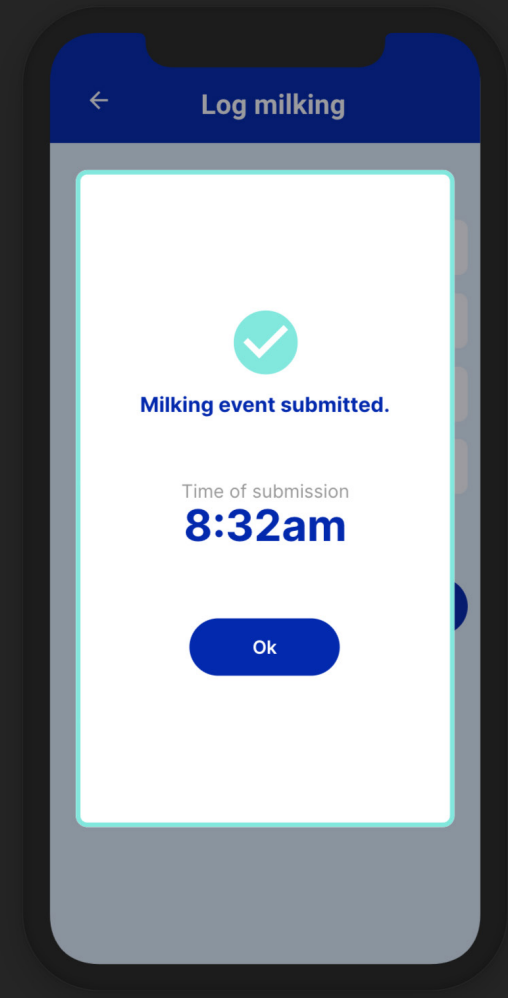 Log milking
Milking event submitted.
Time of submission
8:32am
Ok